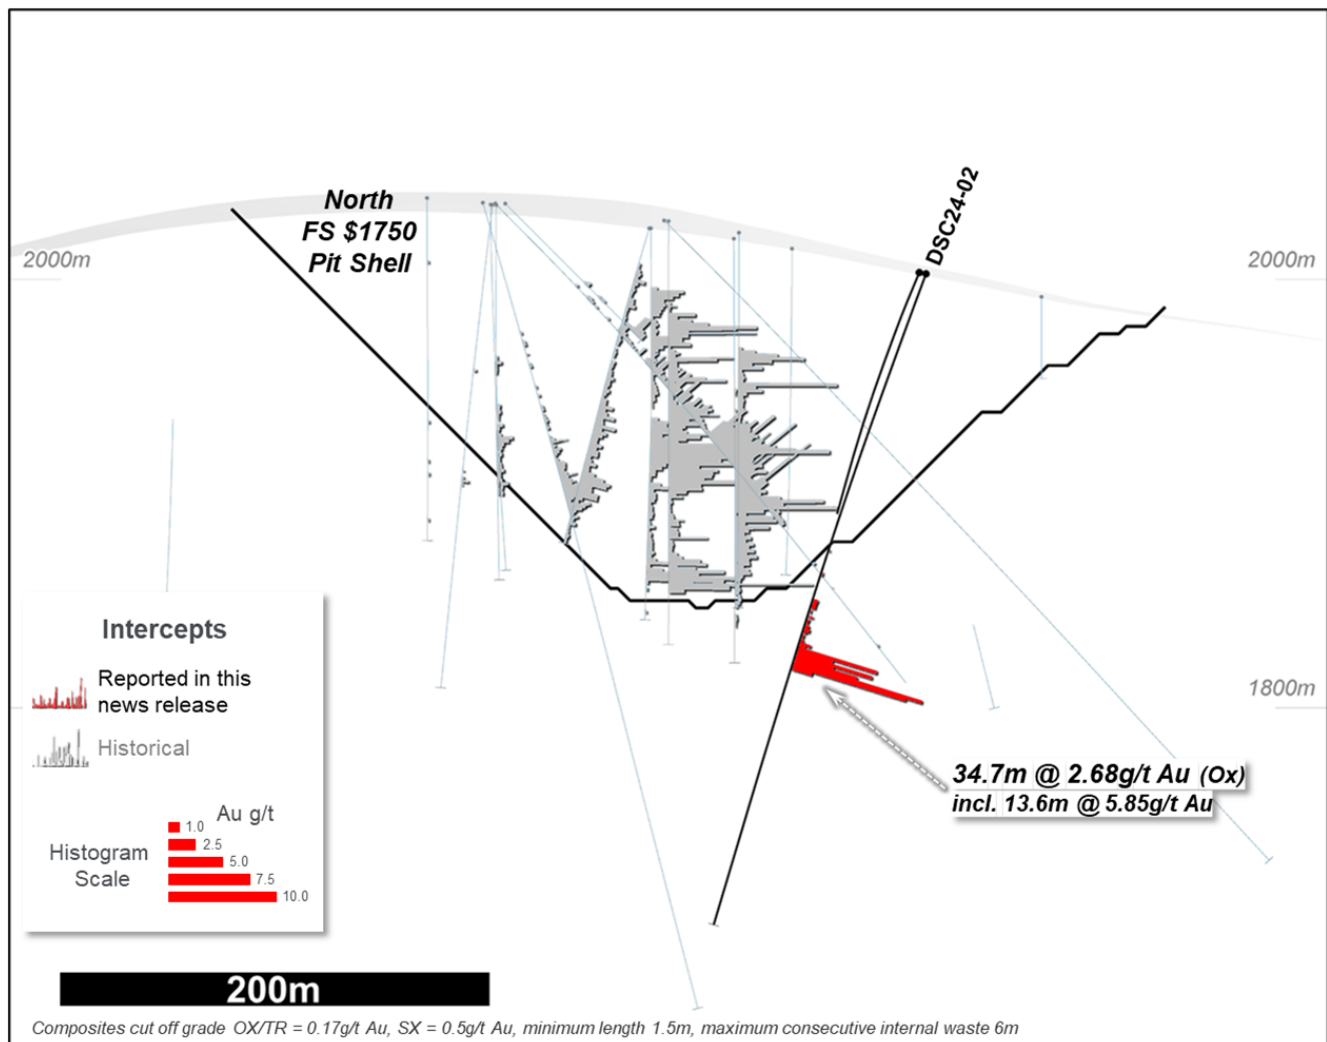 DSC24-02
North
FS $1750
Pit Shell
2000m
2000m
Intercepts
Reported in this
news release
Historical
Au g/t
1.0
2.5
Histogram
Scale
5.0
7.5
10.0
1800m
34.7m @ 2.68g/t Au (Ox)
incl. 13.6m @ 5.85g/t Au
200m
Composites cut off grade OX/TR = 0.17g/t Au, SX = 0.5g/t Au, minimum length 1.5m, maximum consecutive internal waste 6m